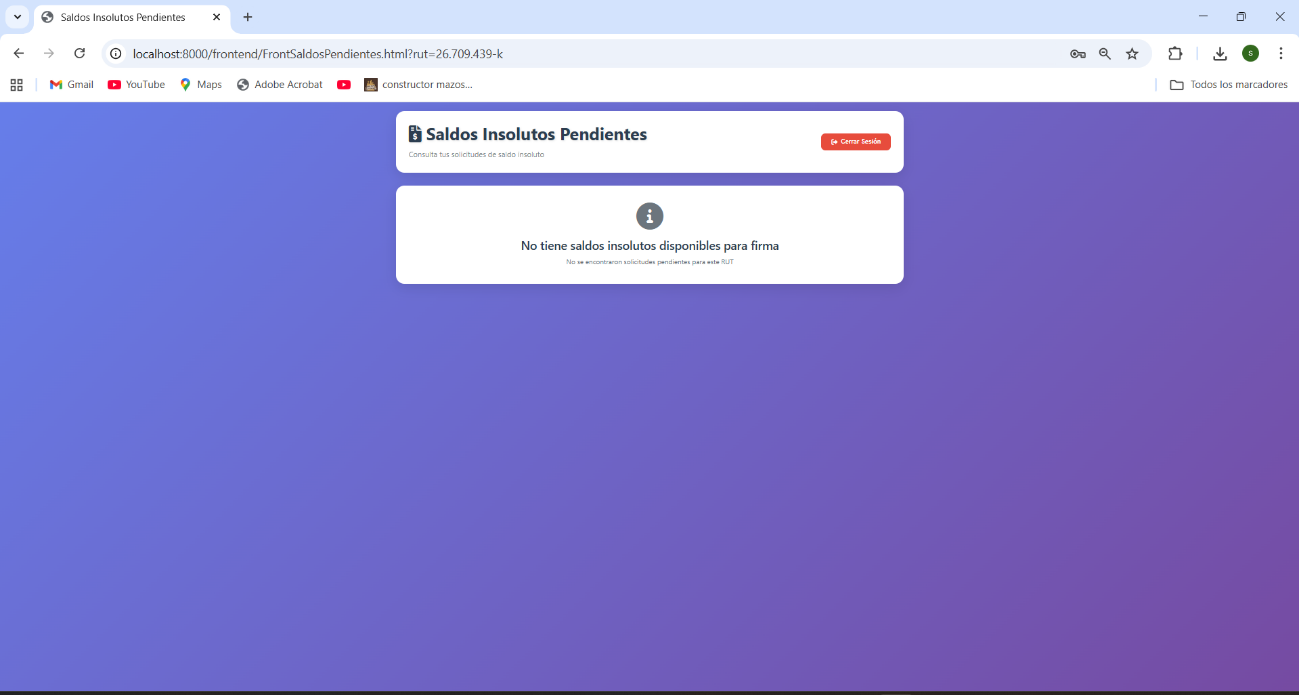 Saldos Insolutos Pendientes
localhost:8000/frontend/FrontSaldosPendientes.html?rut=26.709.439-k
S
Gmail
YouTube
Maps
Adobe Acrobat
constructor mazos...
Todos los marcadores
Saldos Insolutos Pendientes
Cerrar Sesión
Consulta tus solicitudes de saldo insoluto
No tiene saldos insolutos disponibles para firma
No se encontraron solicitudes pendientes para este RUT